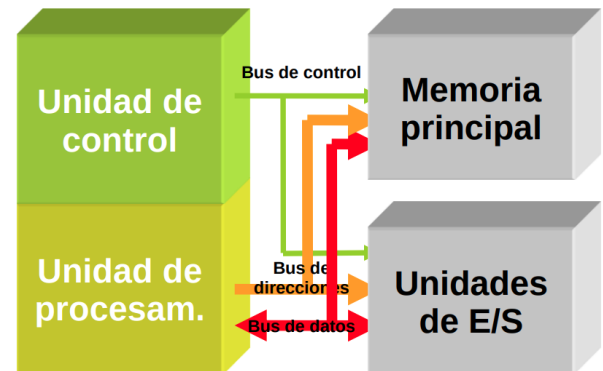 Unidad de
control
Bus de control
Memoria
principal
Unidad de
procesam.
Bus de
direcciones
Bus de datos
Unidades
de E/S